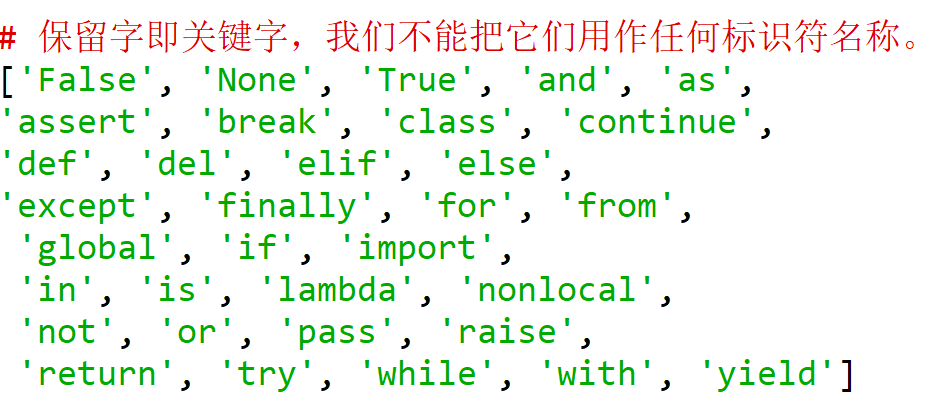 # 保留字即关键字，我们不能把它们用作任何标识符名称。
['False', 'None', 'True', 'and', 'as',
'assert', 'break', 'class', 'continue',
'def', 'del', 'elif', 'else',
'except', 'finally', 'for', 'from',
'global', 'if', 'import',
'in', 'is', 'lambda', 'nonlocal',
'not', 'or', 'pass', 'raise',
'return', 'try', 'while', 'with', 'yield']